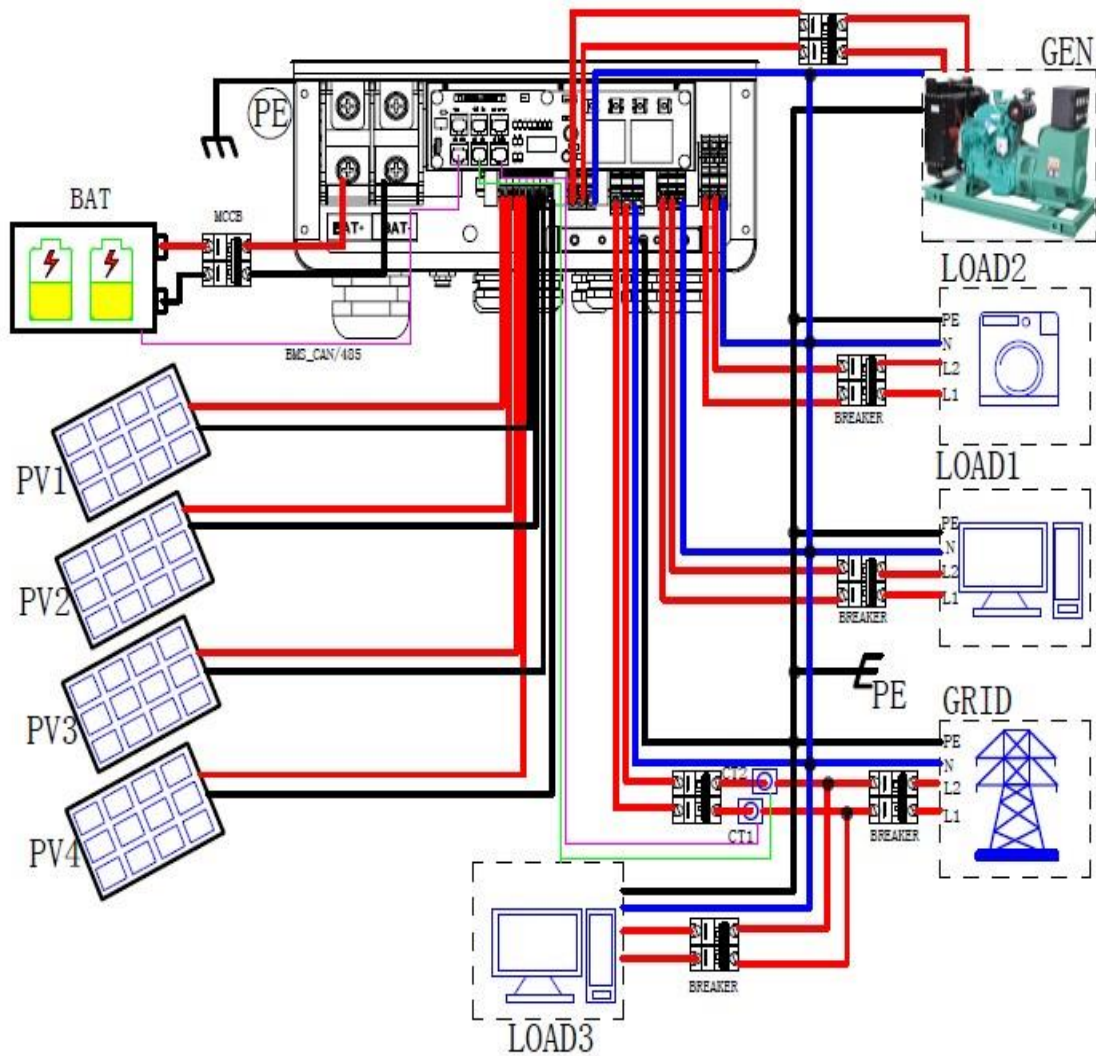 GEN
PE
BAT
MCCB
BAT+
BAT-
LOAD2
BMS_CAN/485
PE
N
L2
L1
BREAKER
PV1
LOAD1
PE
N
L2
L1
BREAKER
PV2
PE
GRID
PV3
PE
N
CT2
L2
L1
CT1
BREAKER
PV4
BREAKER
LOAD3